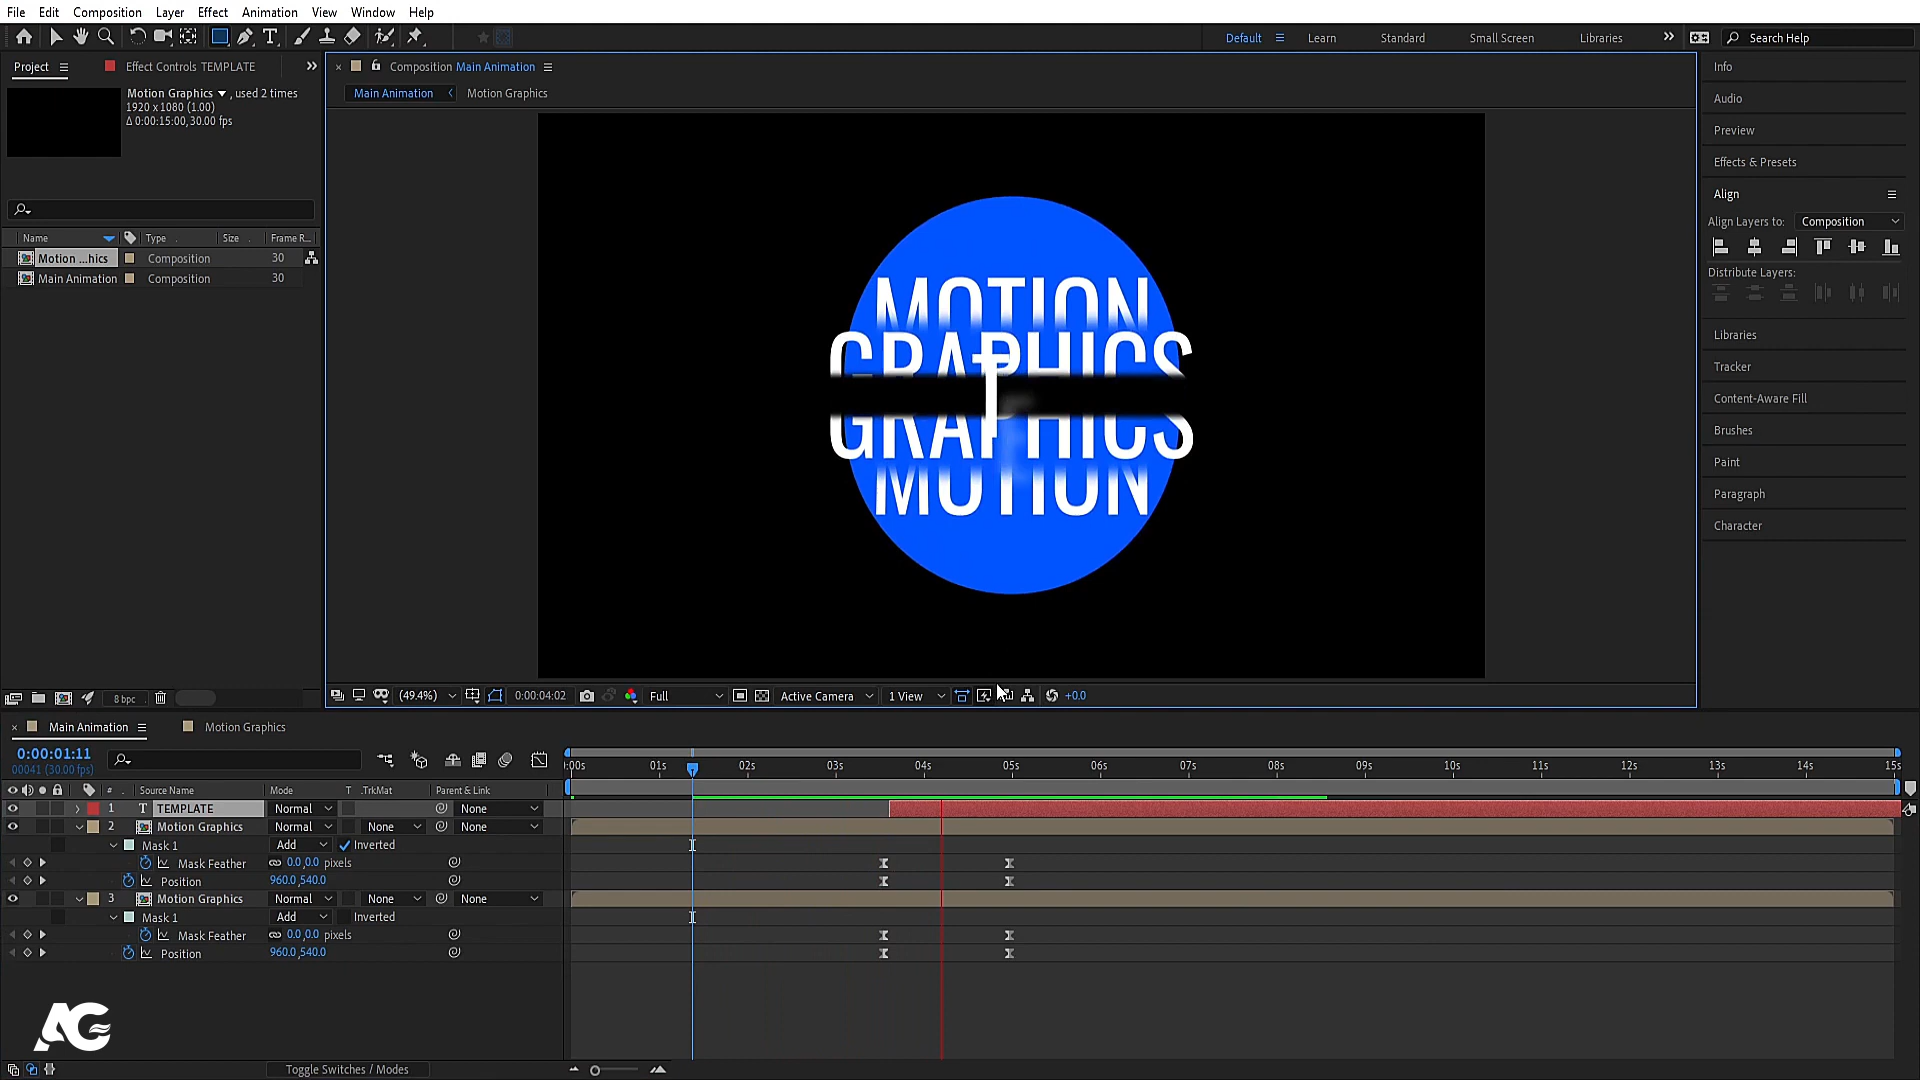 File Edit Composition Layer Effect Animation View Window Help
Default Learn Standard Small Screen Libraries Search Help
Project Effect Controls TEMPLATE
Composition Main Animation
Main Animation Motion Graphics
Motion Graphics , used 2 times
1920 x 1080 (1.00)
Δ 0:00:15:00, 30.00 fps
Name Type Size Frame R...
Motion ...hics Composition 30
Main Animation Composition 30
MOTION
GRAPHICS
GRAPHICS
MOTION
Info
Audio
Preview
Effects & Presets
Align
Align Layers to: Composition
Distribute Layers:
Libraries
Tracker
Content-Aware Fill
Brushes
Paint
Paragraph
Character
8 bpc
(49.4%) 0:00:04:02 Full Active Camera 1 View +0.0
Main Animation Motion Graphics
0:00:01:11
00041 (30.00 fps)
:00s 01s 02s 03s 04s 05s 06s 07s 08s 09s 10s 11s 12s 13s 14s 15s
# Source Name Mode T .TrkMat Parent & Link
1 T TEMPLATE Normal None
2 Motion Graphics Normal None None
Mask 1 Add Inverted
Mask Feather 0.0,0.0 pixels
Position 960.0,540.0
3 Motion Graphics Normal None None
Mask 1 Add Inverted
Mask Feather 0.0,0.0 pixels
Position 960.0,540.0
AG
Toggle Switches / Modes